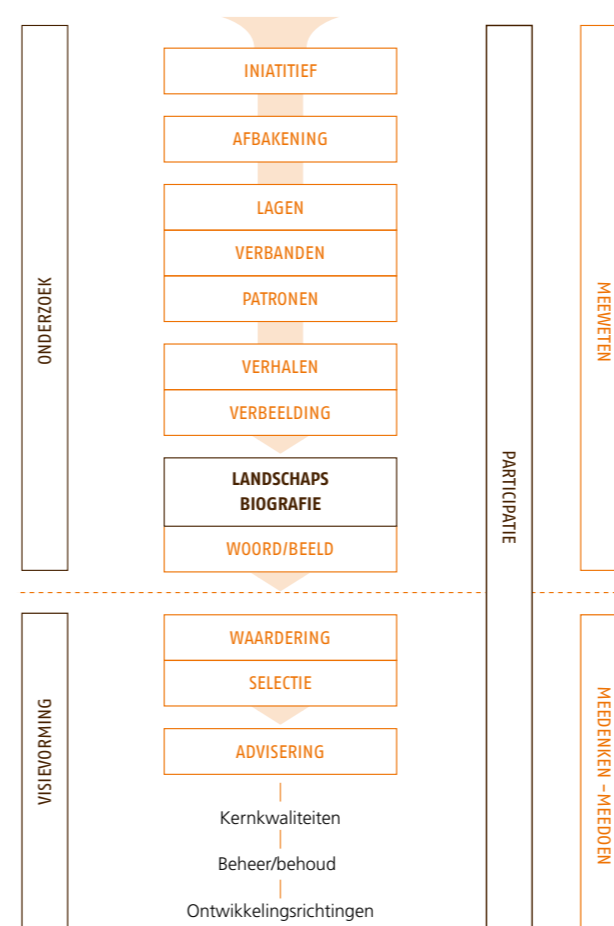 INIATITIEF
AFBAKENING
LAGEN
VERBANDEN
PATRONEN
VERHALEN
VERBEELDING
LANDSCHAPS
BIOGRAFIE
WOORD/BEELD
WAARDERING
SELECTIE
ADVISERING
Kernkwaliteiten
Beheer/behoud
Ontwikkelingsrichtingen
ONDERZOEK
VISIEVORMING
PARTICIPATIE
MEEWETEN
MEEDENKEN - MEEDOEN